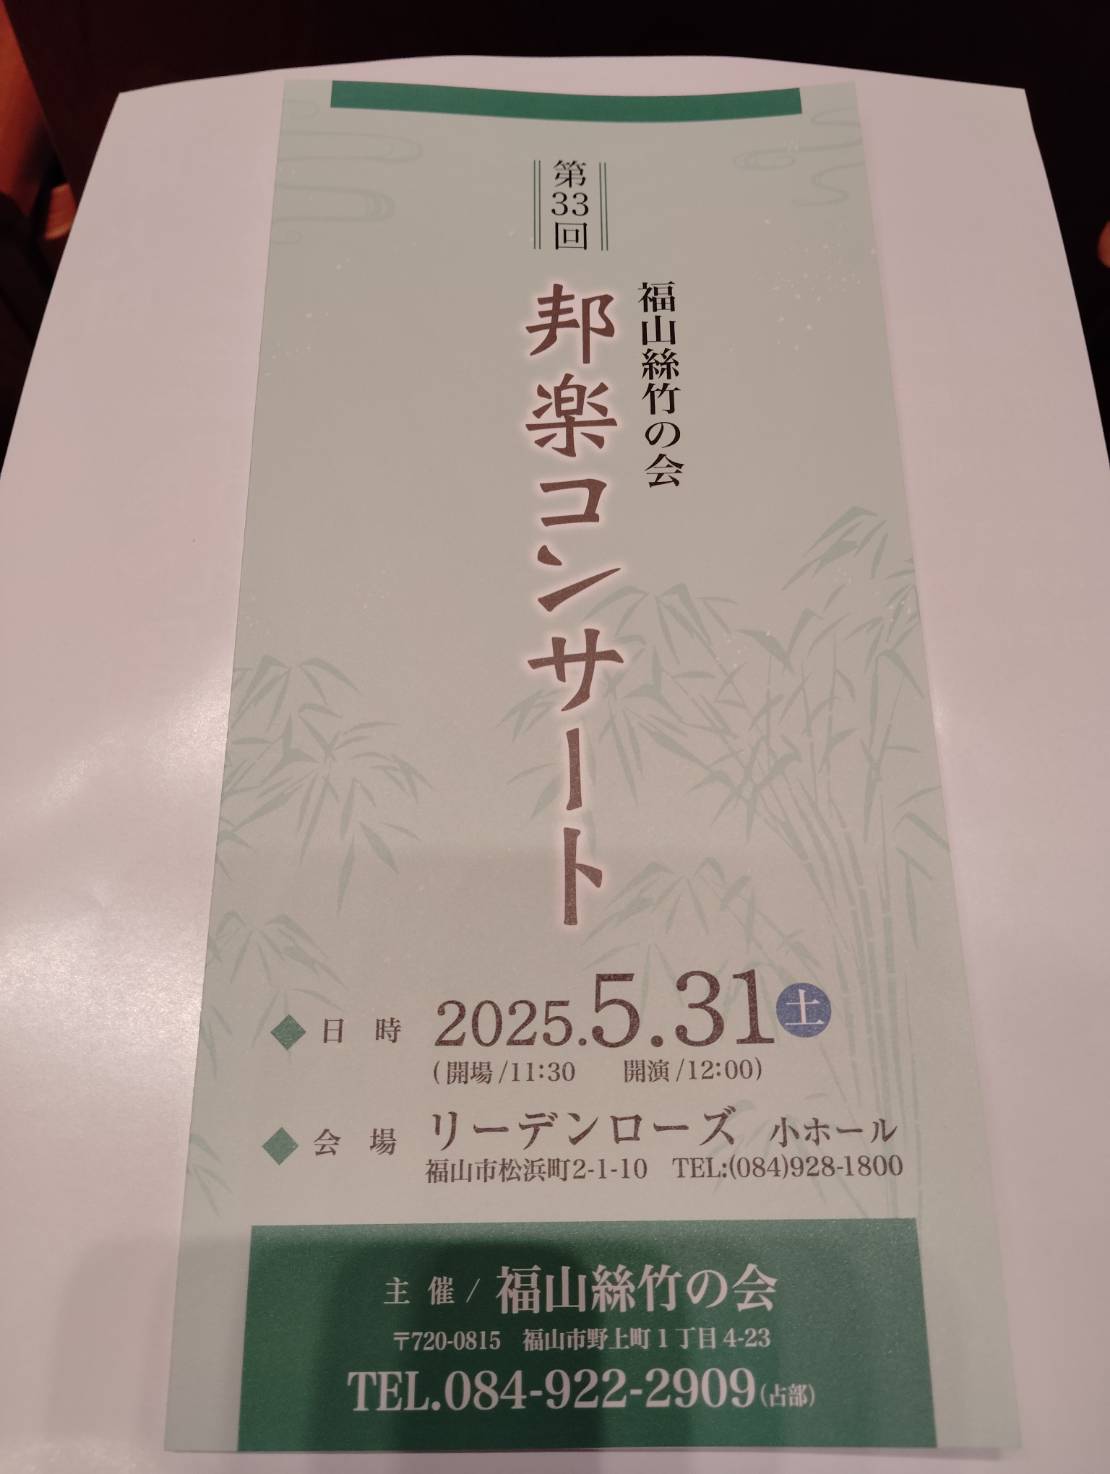 第33回
福山絲竹の会
邦楽コンサート
◆日時 2025.5.31土
(開場/11:30 開演/12:00)
◆会場 リーデンローズ 小ホール
福山市松浜町2-1-10 TEL:(084)928-1800
主催/福山絲竹の会
〒720-0815 福山市野上町1丁目4-23
TEL.084-922-2909(占部)